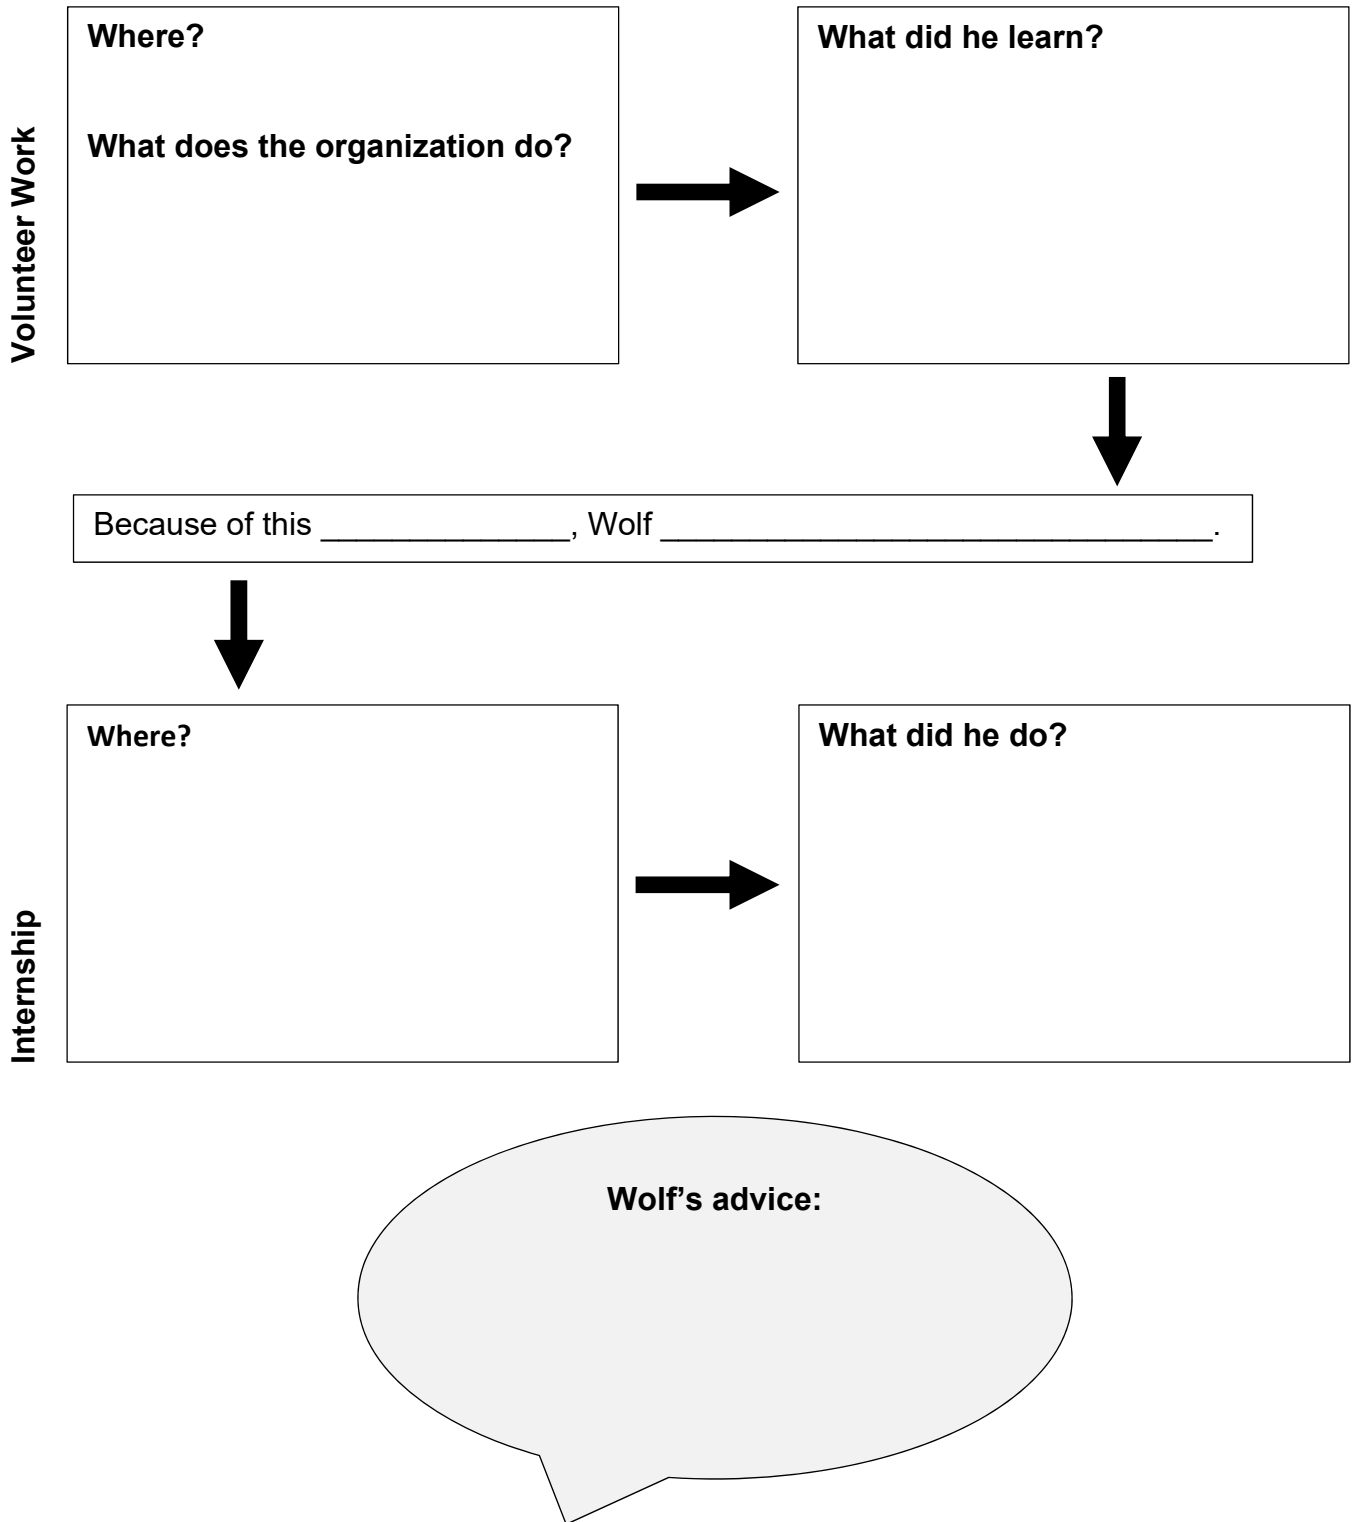 Volunteer Work
Where?
What does the organization do?
What did he learn?
Because of this ______________, Wolf _______________________________.
Internship
Where?
What did he do?
Wolf’s advice: